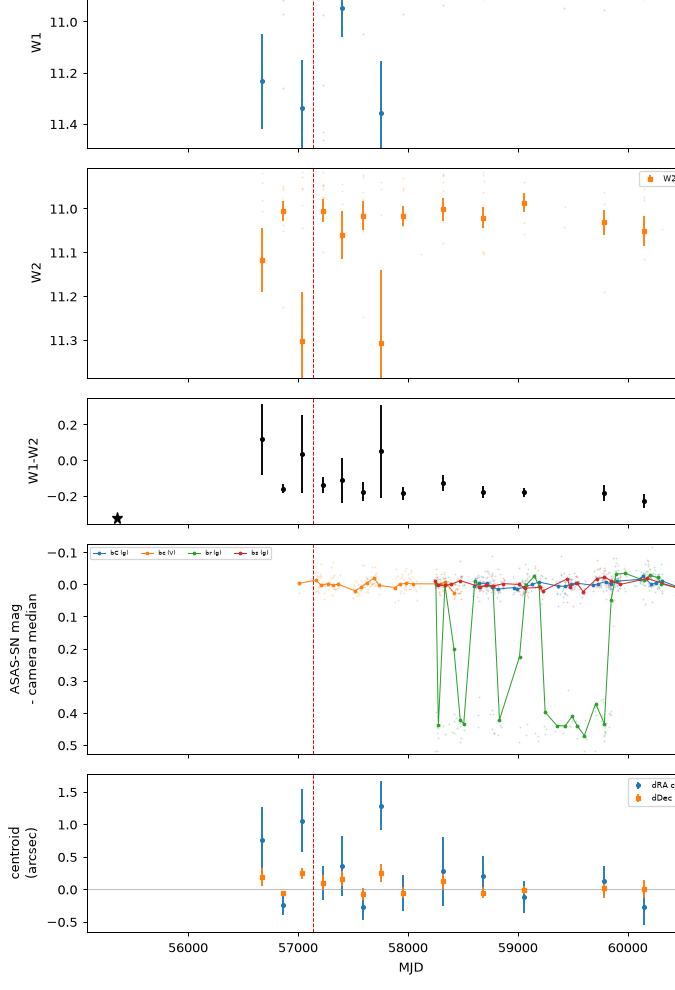 11.0
11.2
11.4
W1
W2
11.0
11.1
11.2
11.3
W2
0.2
0.0
−0.2
W1-W2
bC (g) bc (V) br (g) bs (g)
−0.1
0.0
0.1
0.2
0.3
0.4
0.5
ASAS-SN mag
- camera median
dRA c
dDec
1.5
1.0
0.5
0.0
−0.5
centroid
(arcsec)
56000 57000 58000 59000 60000
MJD